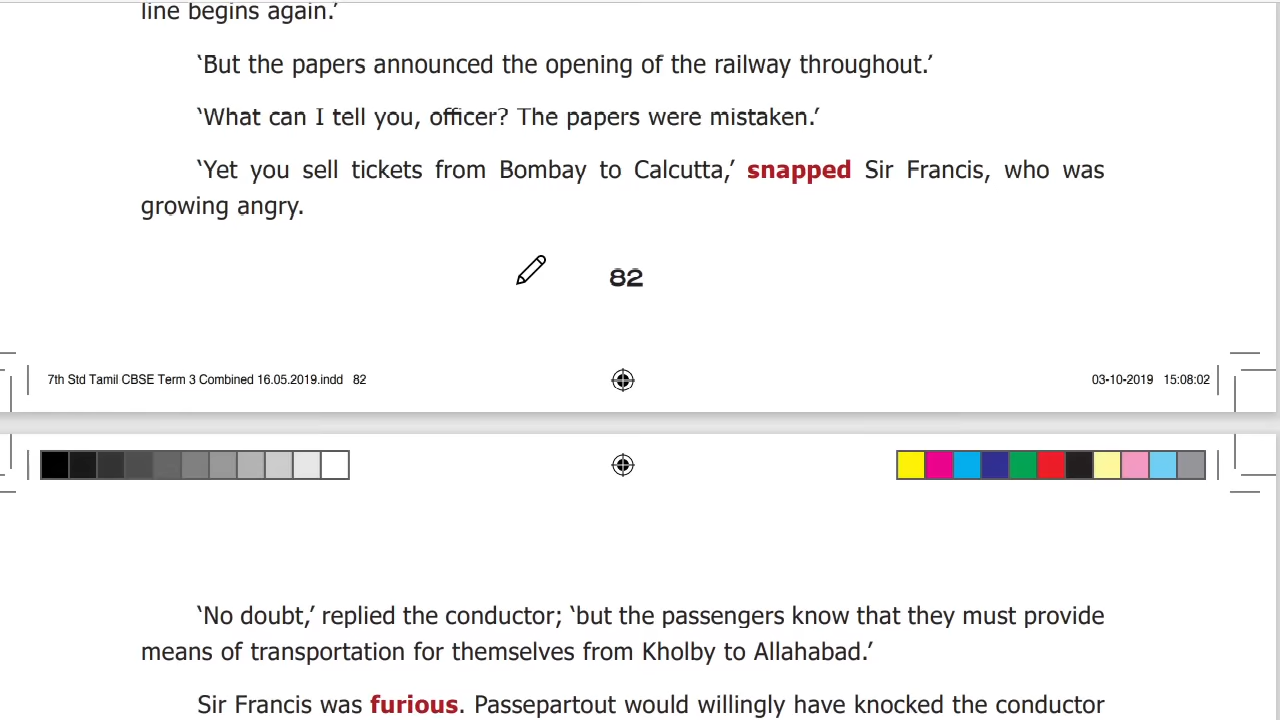 line begins again.’
‘But the papers announced the opening of the railway throughout.’
‘What can I tell you, officer? The papers were mistaken.’
‘Yet you sell tickets from Bombay to Calcutta,’ snapped Sir Francis, who was
growing angry.
82
7th Std Tamil CBSE Term 3 Combined 16.05.2019.indd 82
03-10-2019 15:08:02
‘No doubt,’ replied the conductor; ‘but the passengers know that they must provide
means of transportation for themselves from Kholby to Allahabad.’
Sir Francis was furious. Passepartout would willingly have knocked the conductor